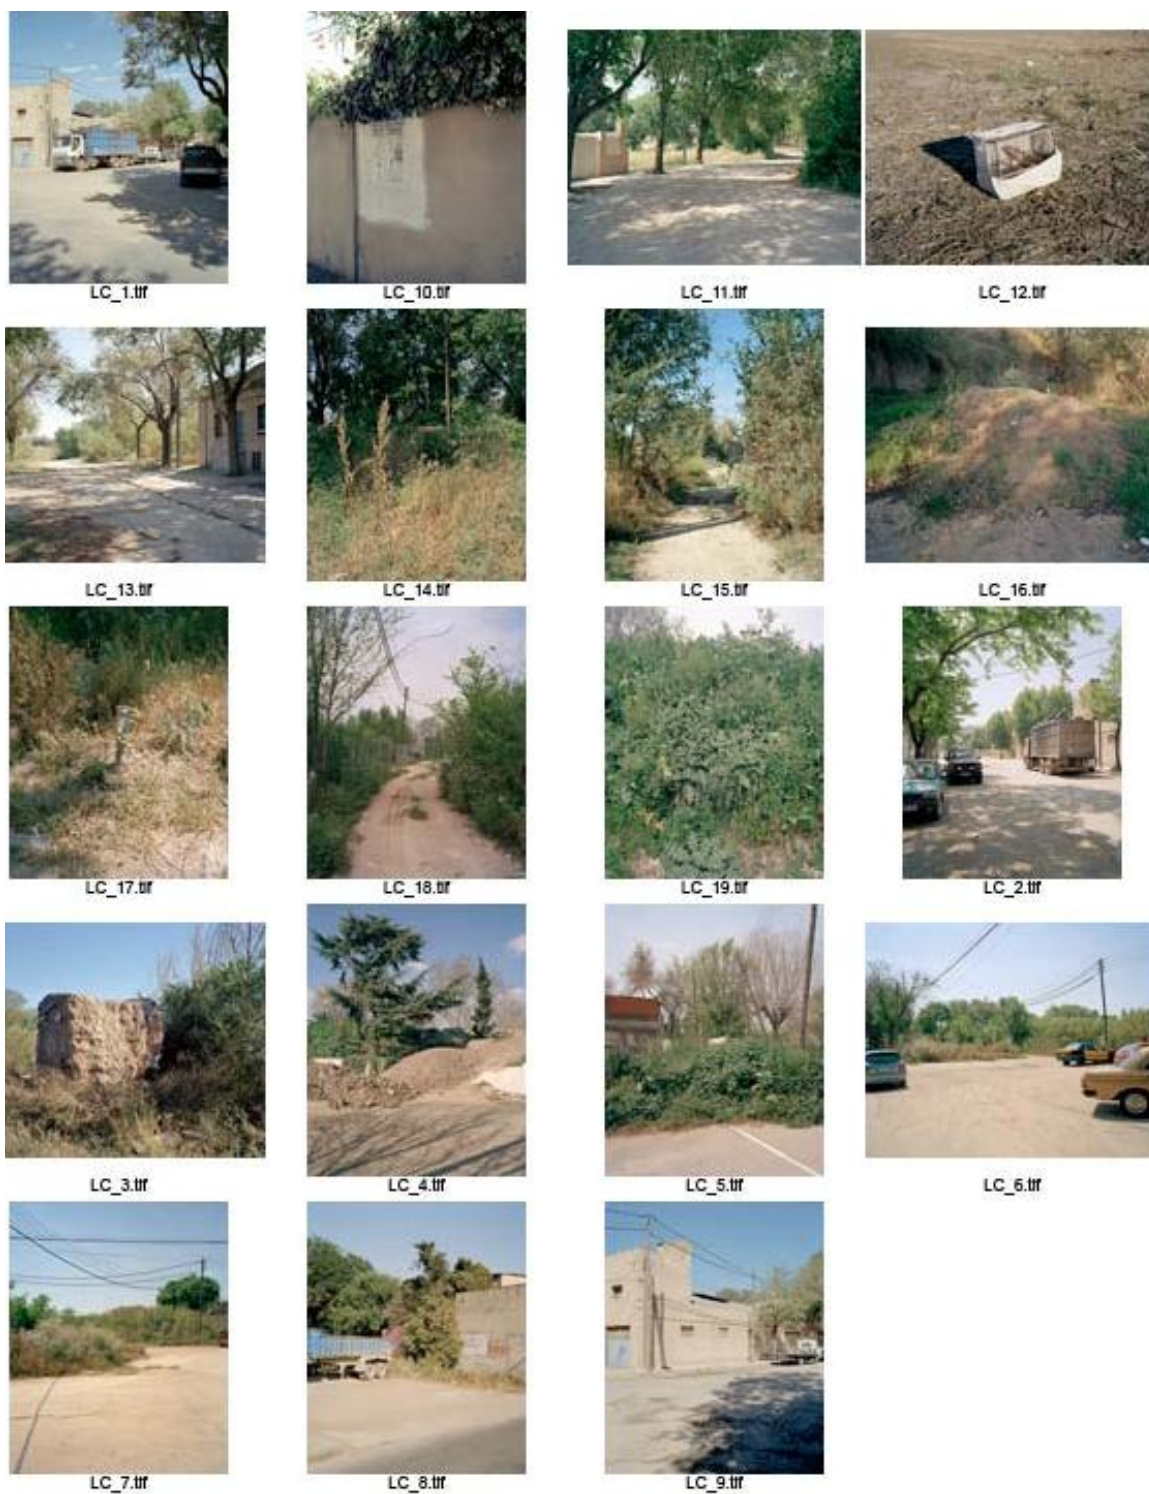 LC_1.tif
LC_10.tif
LC_11.tif
LC_12.tif
LC_13.tif
LC_14.tif
LC_15.tif
LC_16.tif
LC_17.tif
LC_18.tif
LC_19.tif
LC_2.tif
LC_3.tif
LC_4.tif
LC_5.tif
LC_6.tif
LC_7.tif
LC_8.tif
LC_9.tif